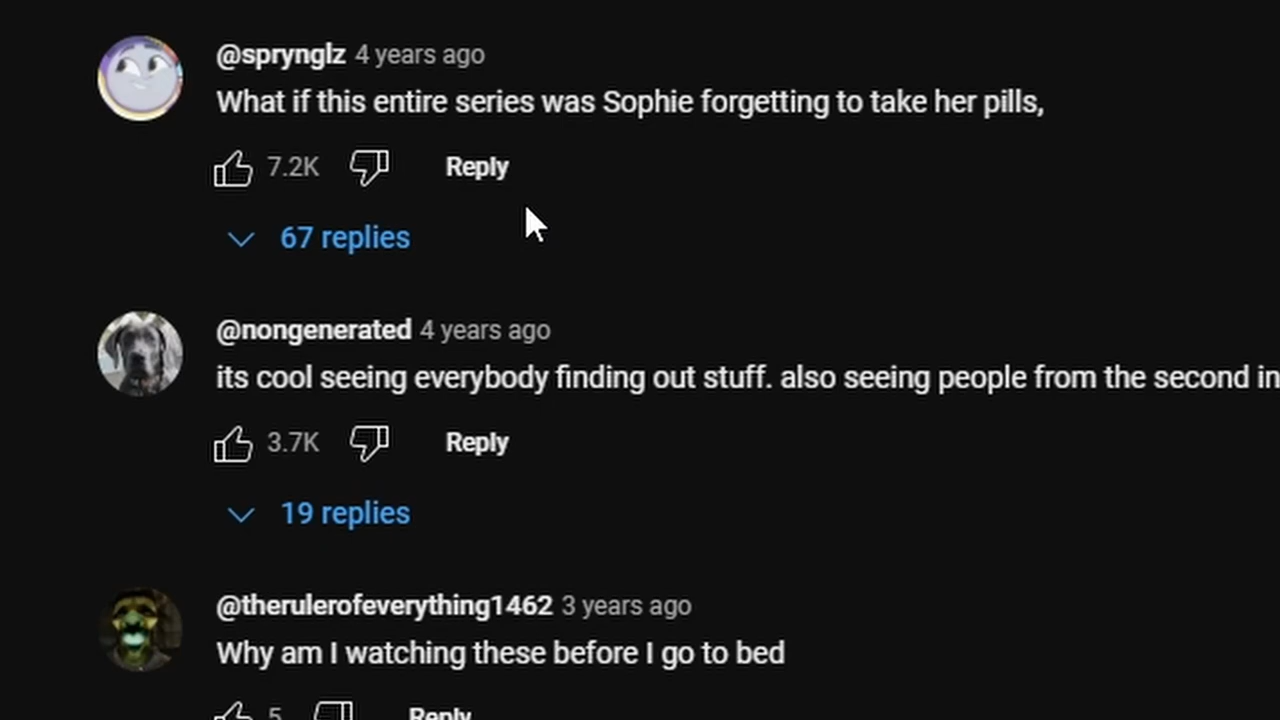 @sprynglz 4 years ago
What if this entire series was Sophie forgetting to take her pills,
7.2K Reply
67 replies
@nongenerated 4 years ago
its cool seeing everybody finding out stuff. also seeing people from the second in
3.7K Reply
19 replies
@therulerofeverything1462 3 years ago
Why am I watching these before I go to bed
5 Reply